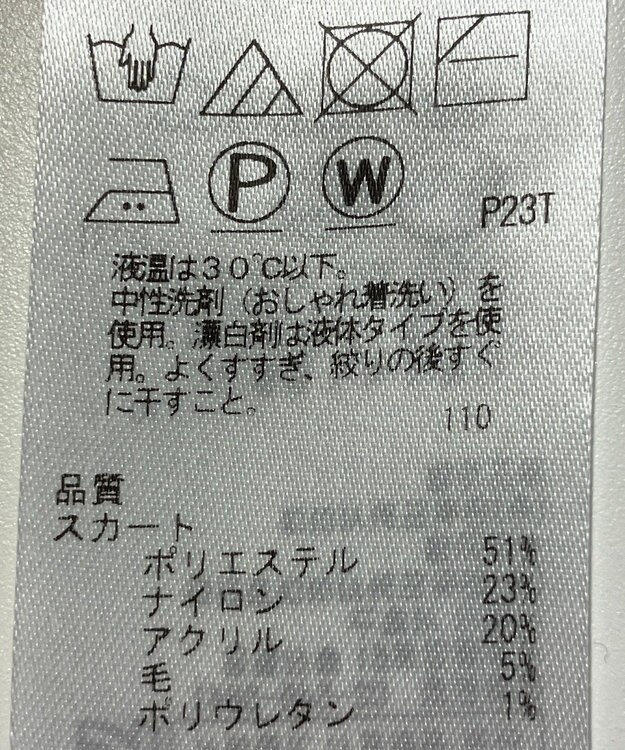 P
W
P23T
液温は30℃以下。
中性洗剤（おしゃれ着洗い）を
使用。漂白剤は液体タイプを使
用。よくすすぎ、絞りの後すぐ
に干すこと。
110
品質
スカート
ポリエステル 51%
ナイロン 23%
アクリル 20%
毛 5%
ポリウレタン 1%